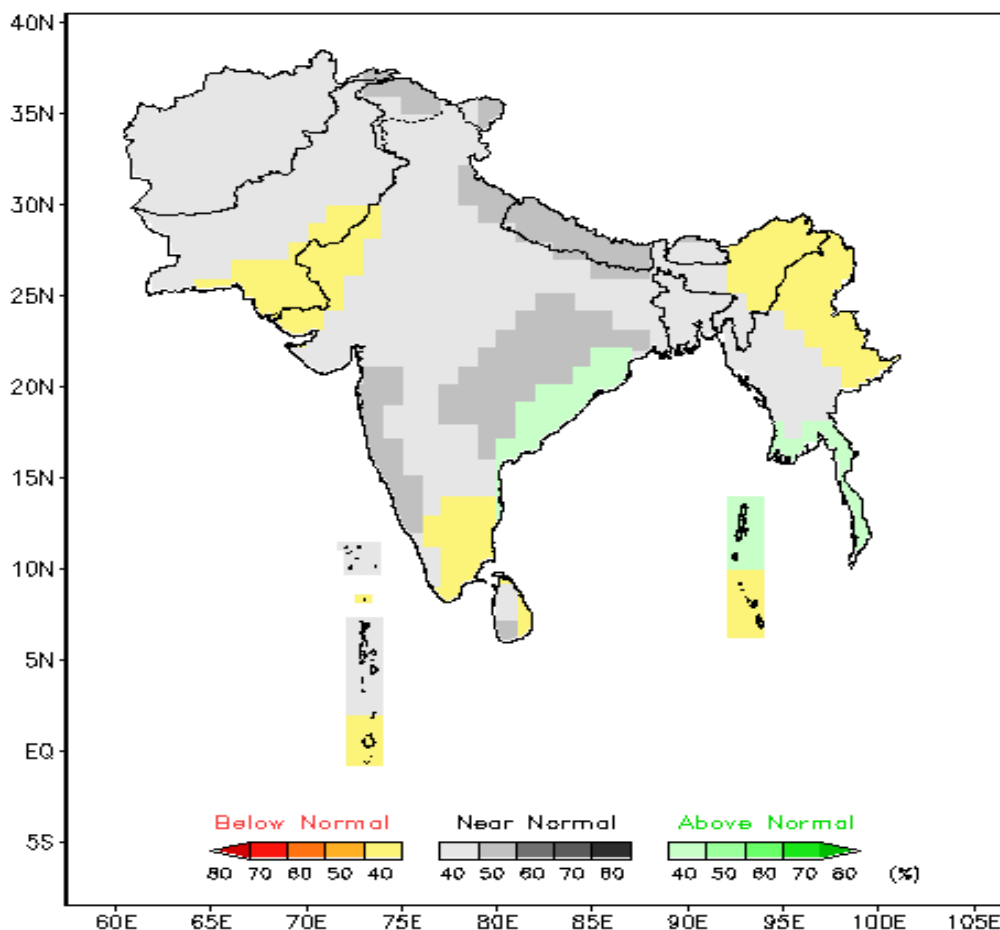 40N
35N
30N
25N
20N
15N
10N
5N
EQ
5S
Below Normal
Near Normal
Above Normal
80 70 60 50 40
40 50 60 70 80
40 50 60 70 80
(%)
60E 65E 70E 75E 80E 85E 90E 95E 100E 105E